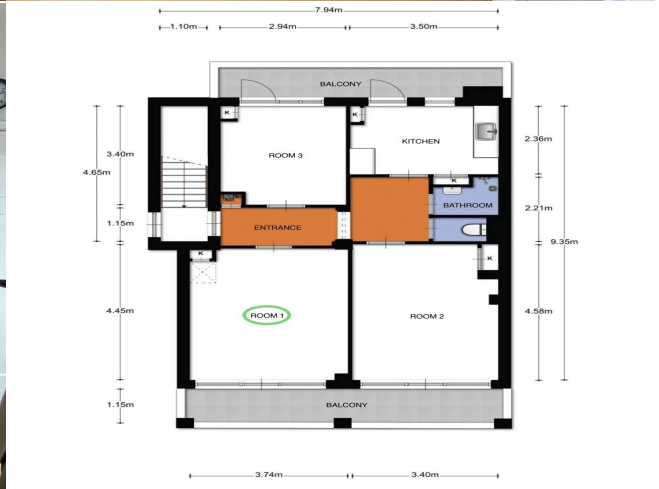 7.94m
1.10m
2.94m
3.50m
BALCONY
K
K
KITCHEN
2.36m
3.40m
ROOM 3
4.65m
K
BATHROOM
2.21m
1.15m
ENTRANCE
9.35m
K
K
4.45m
ROOM 1
ROOM 2
4.58m
1.15m
BALCONY
3.74m
3.40m